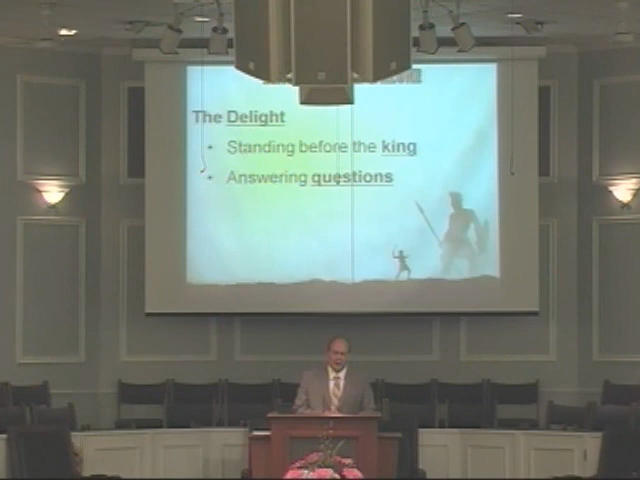 The Delight
• Standing before the king
• Answering questions